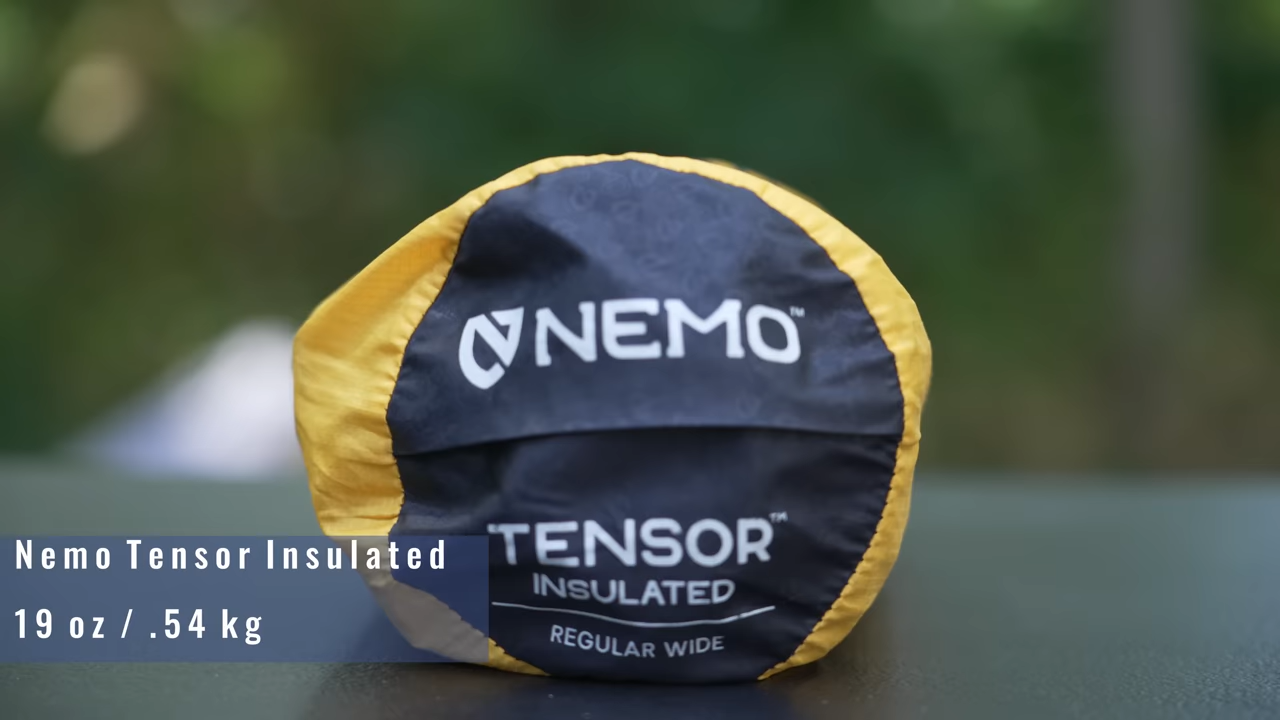 NEMO™
TENSOR™
INSULATED
REGULAR WIDE
Nemo Tensor Insulated
19 oz / .54 kg